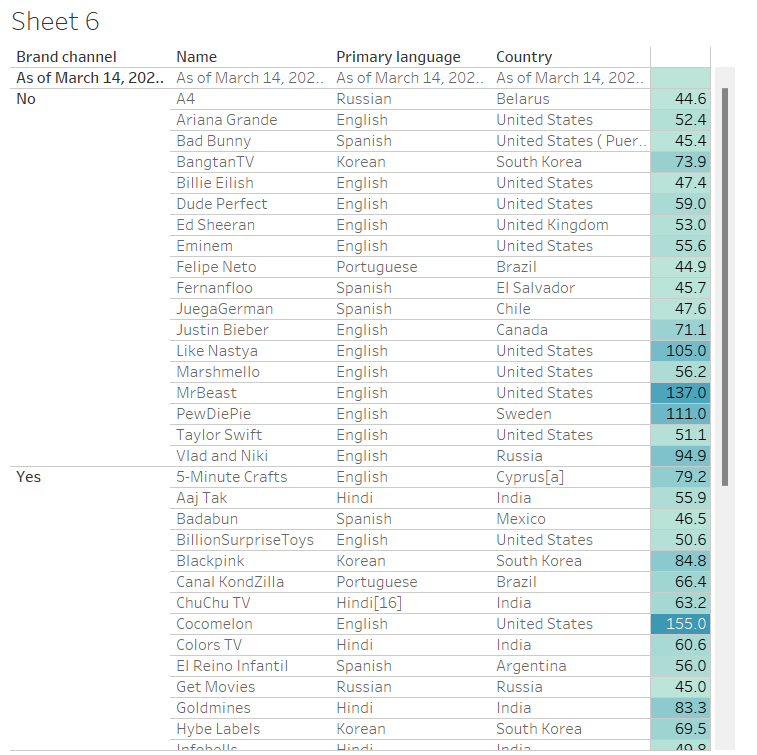 Sheet 6
Brand channel Name Primary language Country
As of March 14, 202.. As of March 14, 202.. As of March 14, 202.. As of March 14, 202..
No A4 Russian Belarus 44.6
Ariana Grande English United States 52.4
Bad Bunny Spanish United States ( Puer.. 45.4
BangtanTV Korean South Korea 73.9
Billie Eilish English United States 47.4
Dude Perfect English United States 59.0
Ed Sheeran English United Kingdom 53.0
Eminem English United States 55.6
Felipe Neto Portuguese Brazil 44.9
Fernanfloo Spanish El Salvador 45.7
JuegaGerman Spanish Chile 47.6
Justin Bieber English Canada 71.1
Like Nastya English United States 105.0
Marshmello English United States 56.2
MrBeast English United States 137.0
PewDiePie English Sweden 111.0
Taylor Swift English United States 51.1
Vlad and Niki English Russia 94.9
Yes 5-Minute Crafts English Cyprus[a] 79.2
Aaj Tak Hindi India 55.9
Badabun Spanish Mexico 46.5
BillionSurpriseToys English United States 50.6
Blackpink Korean South Korea 84.8
Canal KondZilla Portuguese Brazil 66.4
ChuChu TV Hindi[16] India 63.2
Cocomelon English United States 155.0
Colors TV Hindi India 60.6
El Reino Infantil Spanish Argentina 56.0
Get Movies Russian Russia 45.0
Goldmines Hindi India 83.3
Hybe Labels Korean South Korea 69.5
Infobells Hindi India 49.8